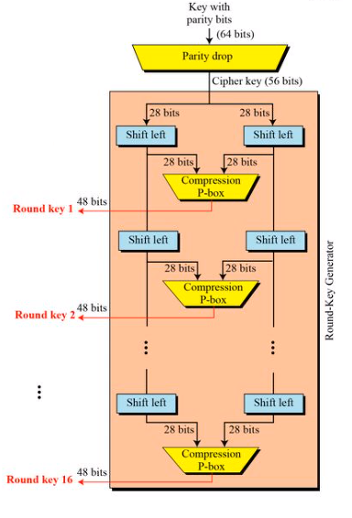 Key with
parity bits
(64 bits)
Parity drop
Cipher key (56 bits)
28 bits
28 bits
Shift left
Shift left
28 bits
28 bits
Compression
P-box
48 bits
Round key 1
Shift left
Shift left
28 bits
28 bits
Compression
P-box
48 bits
Round key 2
Round-Key Generator
Shift left
Shift left
28 bits
28 bits
Compression
P-box
48 bits
Round key 16